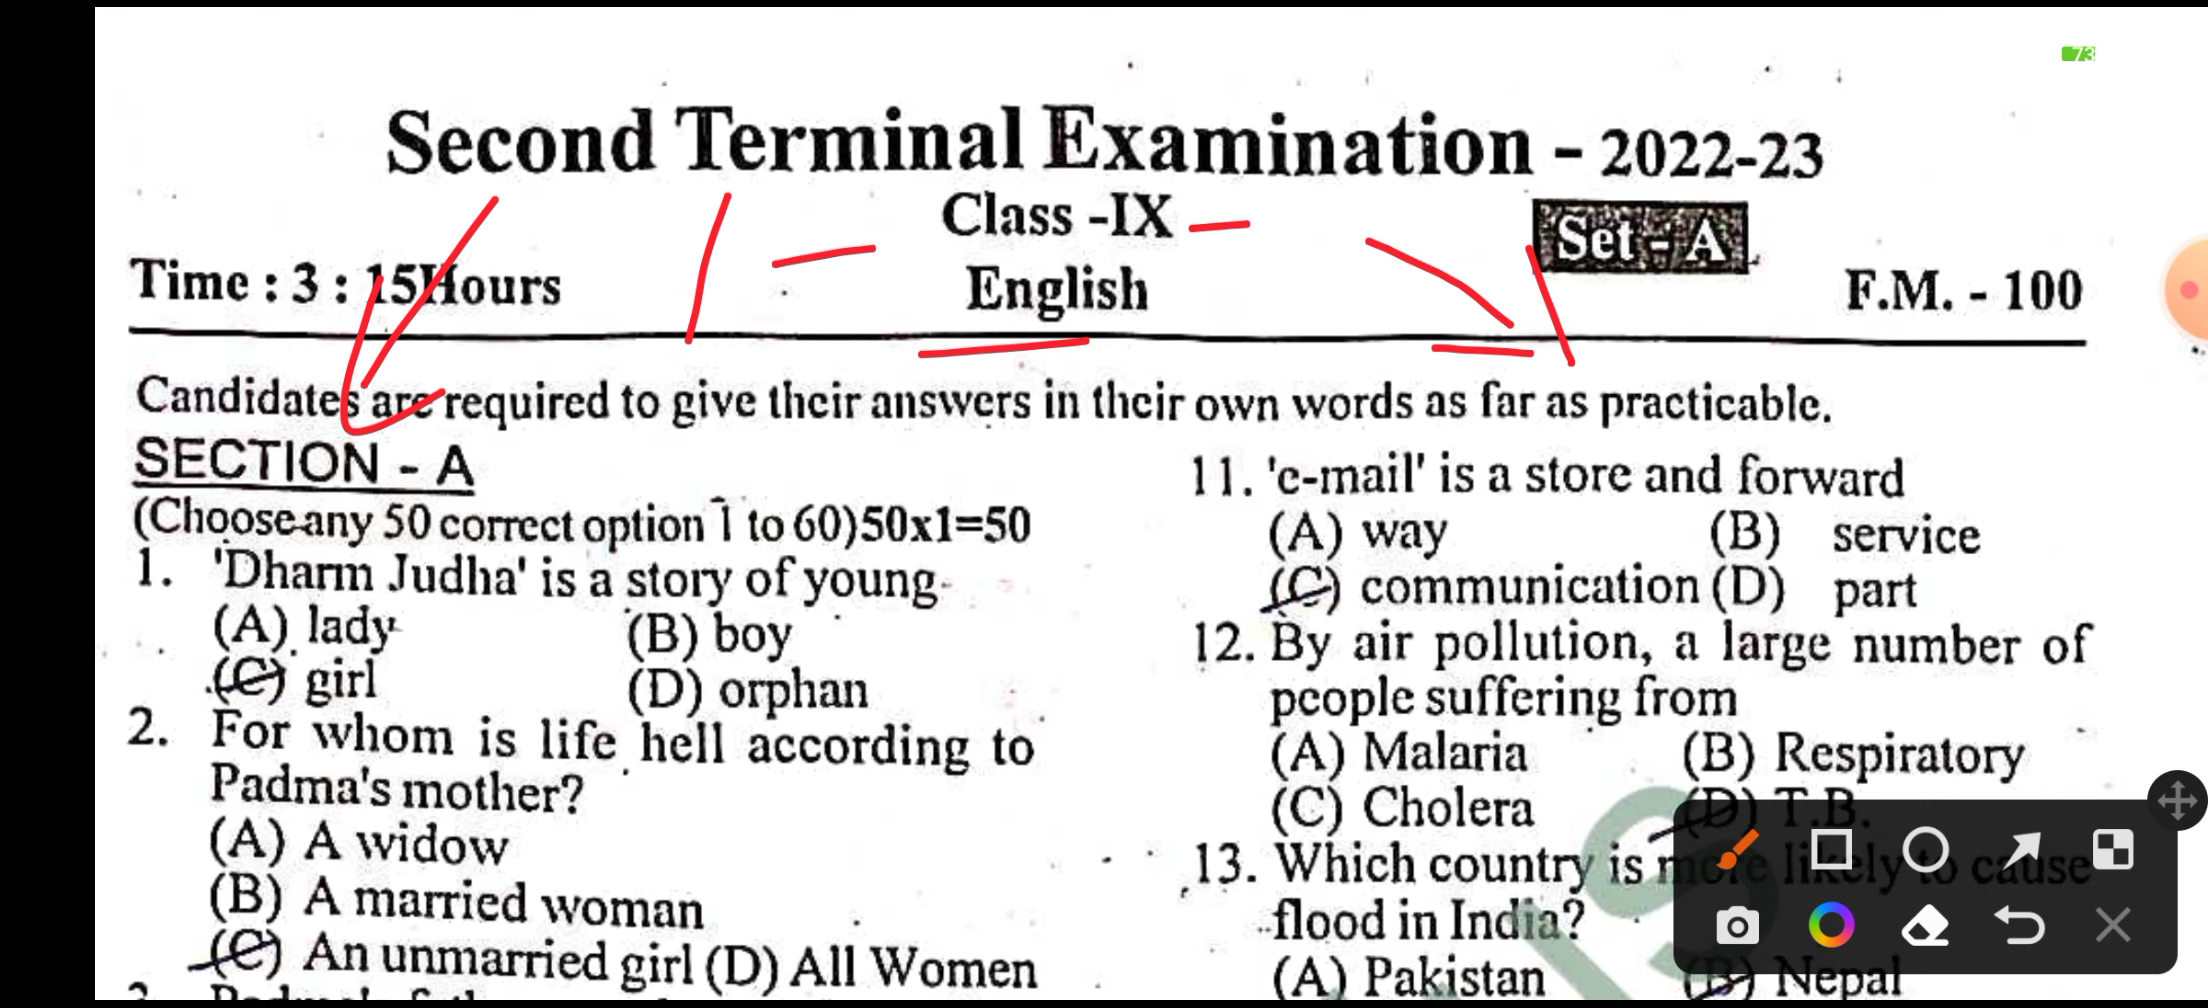 73
Second Terminal Examination - 2022-23
Class -IX
Set - A
Time : 3 : 15Hours
English
F.M. - 100
Candidates are required to give their answers in their own words as far as practicable.
SECTION - A
(Choose any 50 correct option 1 to 60)50x1=50
1. 'Dharm Judha' is a story of young
(A) lady (B) boy
(C) girl (D) orphan
2. For whom is life hell according to
Padma's mother?
(A) A widow
(B) A married woman
(C) An unmarried girl (D) All Women
11. 'e-mail' is a store and forward
(A) way (B) service
(C) communication (D) part
12. By air pollution, a large number of
people suffering from
(A) Malaria (B) Respiratory
(C) Cholera (D) T.B.
13. Which country is more likely to cause
flood in India?
(A) Pakistan (B) Nepal